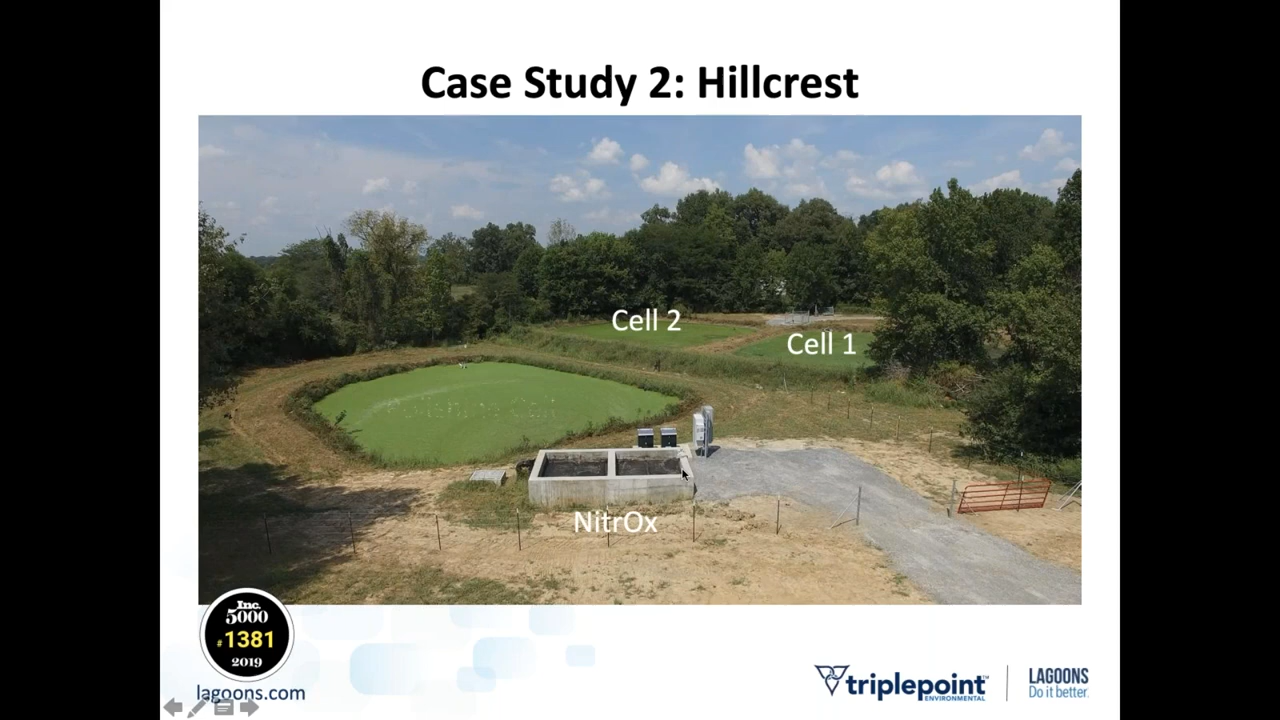 Case Study 2: Hillcrest
Cell 2
Cell 1
NitrOx
Inc.
5000
#1381
2019
lagoons.com
triplepoint™
ENVIRONMENTAL
LAGOONS
Do it better.